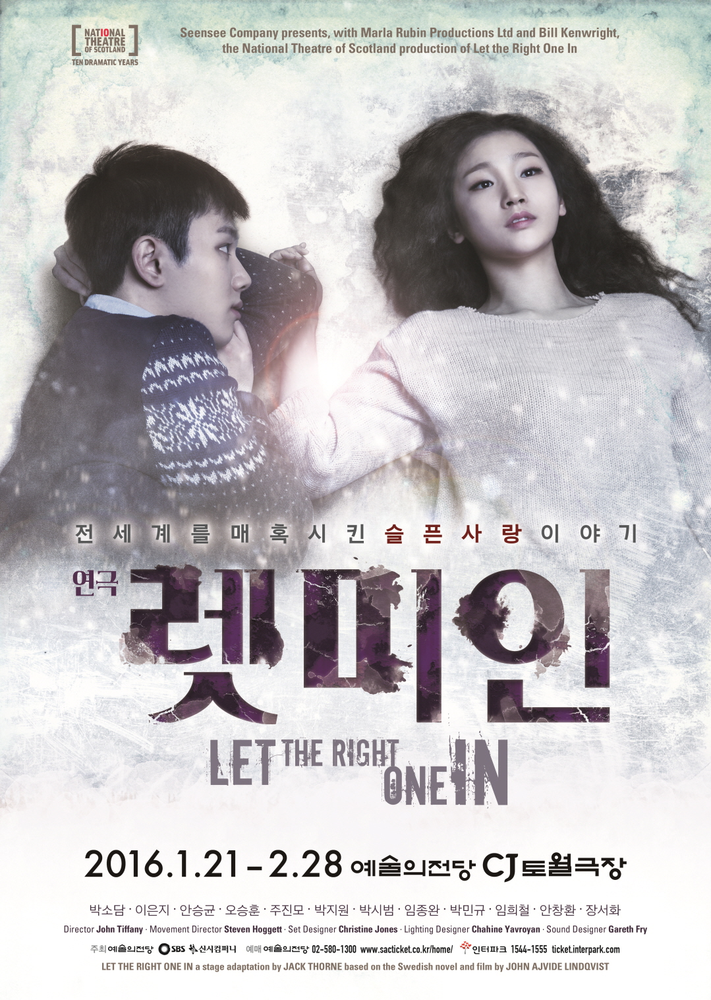 NATIONAL
THEATRE
OF SCOTLAND
TEN DRAMATIC YEARS
Seensee Company presents, with Marla Rubin Productions Ltd and Bill Kenwright,
the National Theatre of Scotland production of Let the Right One In
전세계를매혹시킨슬픈사랑이야기
연극 렛미인
LET THE RIGHT ONE IN
2016.1.21 – 2.28 예술의전당 CJ 토월극장
박소담 · 이은지 · 안승균 · 오승훈 · 주진모 · 박지원 · 박시범 · 임종완 · 박민규 · 임희철 · 안창환 · 장서화
Director John Tiffany · Movement Director Steven Hoggett · Set Designer Christine Jones · Lighting Designer Chahine Yavroyan · Sound Designer Gareth Fry
주최 예술의전당 SBS 신시컴퍼니 예매 예술의전당 02-580-1300 www.sacticket.co.kr/home/ 인터파크 1544-1555 ticket.interpark.com
LET THE RIGHT ONE IN a stage adaptation by JACK THORNE based on the Swedish novel and film by JOHN AJVIDE LINDQVIST